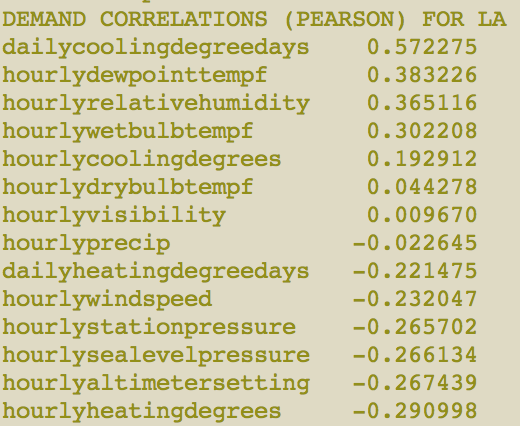 DEMAND CORRELATIONS (PEARSON) FOR LA
dailycoolingdegreedays 0.572275
hourlydewpointtempf 0.383226
hourlyrelativehumidity 0.365116
hourlywetbulbtempf 0.302208
hourlycoolingdegrees 0.192912
hourlydrybulbtempf 0.044278
hourlyvisibility 0.009670
hourlyprecip -0.022645
dailyheatingdegreedays -0.221475
hourlywindspeed -0.232047
hourlystationpressure -0.265702
hourlysealevelpressure -0.266134
hourlyaltimetersetting -0.267439
hourlyheatingdegrees -0.290998